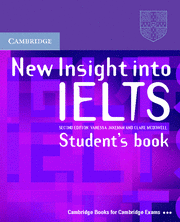 CAMBRIDGE
New Insight into
IELTS
SECOND EDITION VANESSA JAKEMAN AND CLARE MCDOWELL
Student's book
Cambridge Books for Cambridge Exams